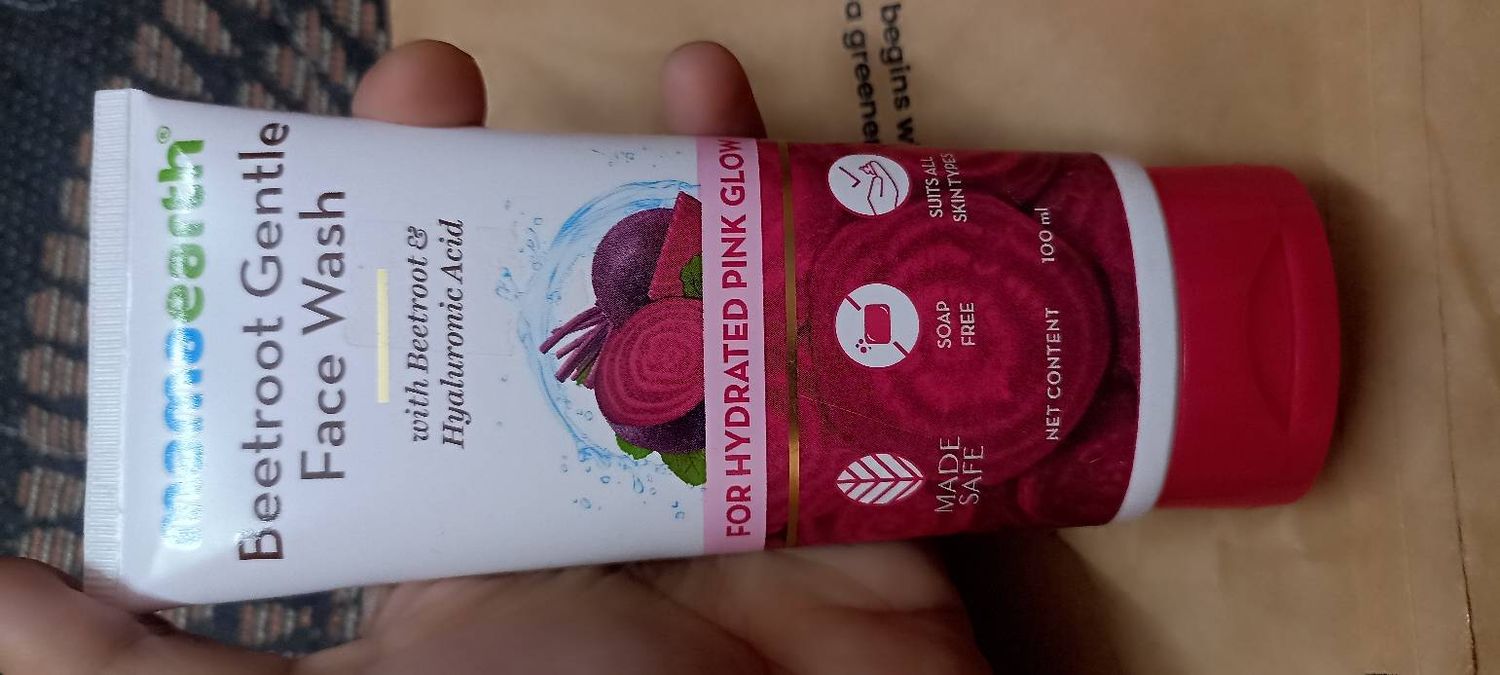 mamaearth®
Beetroot Gentle
Face Wash
with Beetroot &
Hyaluronic Acid
FOR HYDRATED PINK GLOW
MADE
SAFE
SOAP
FREE
SUITS ALL
SKIN TYPES
NET CONTENT 100 ml
begins w
a greener